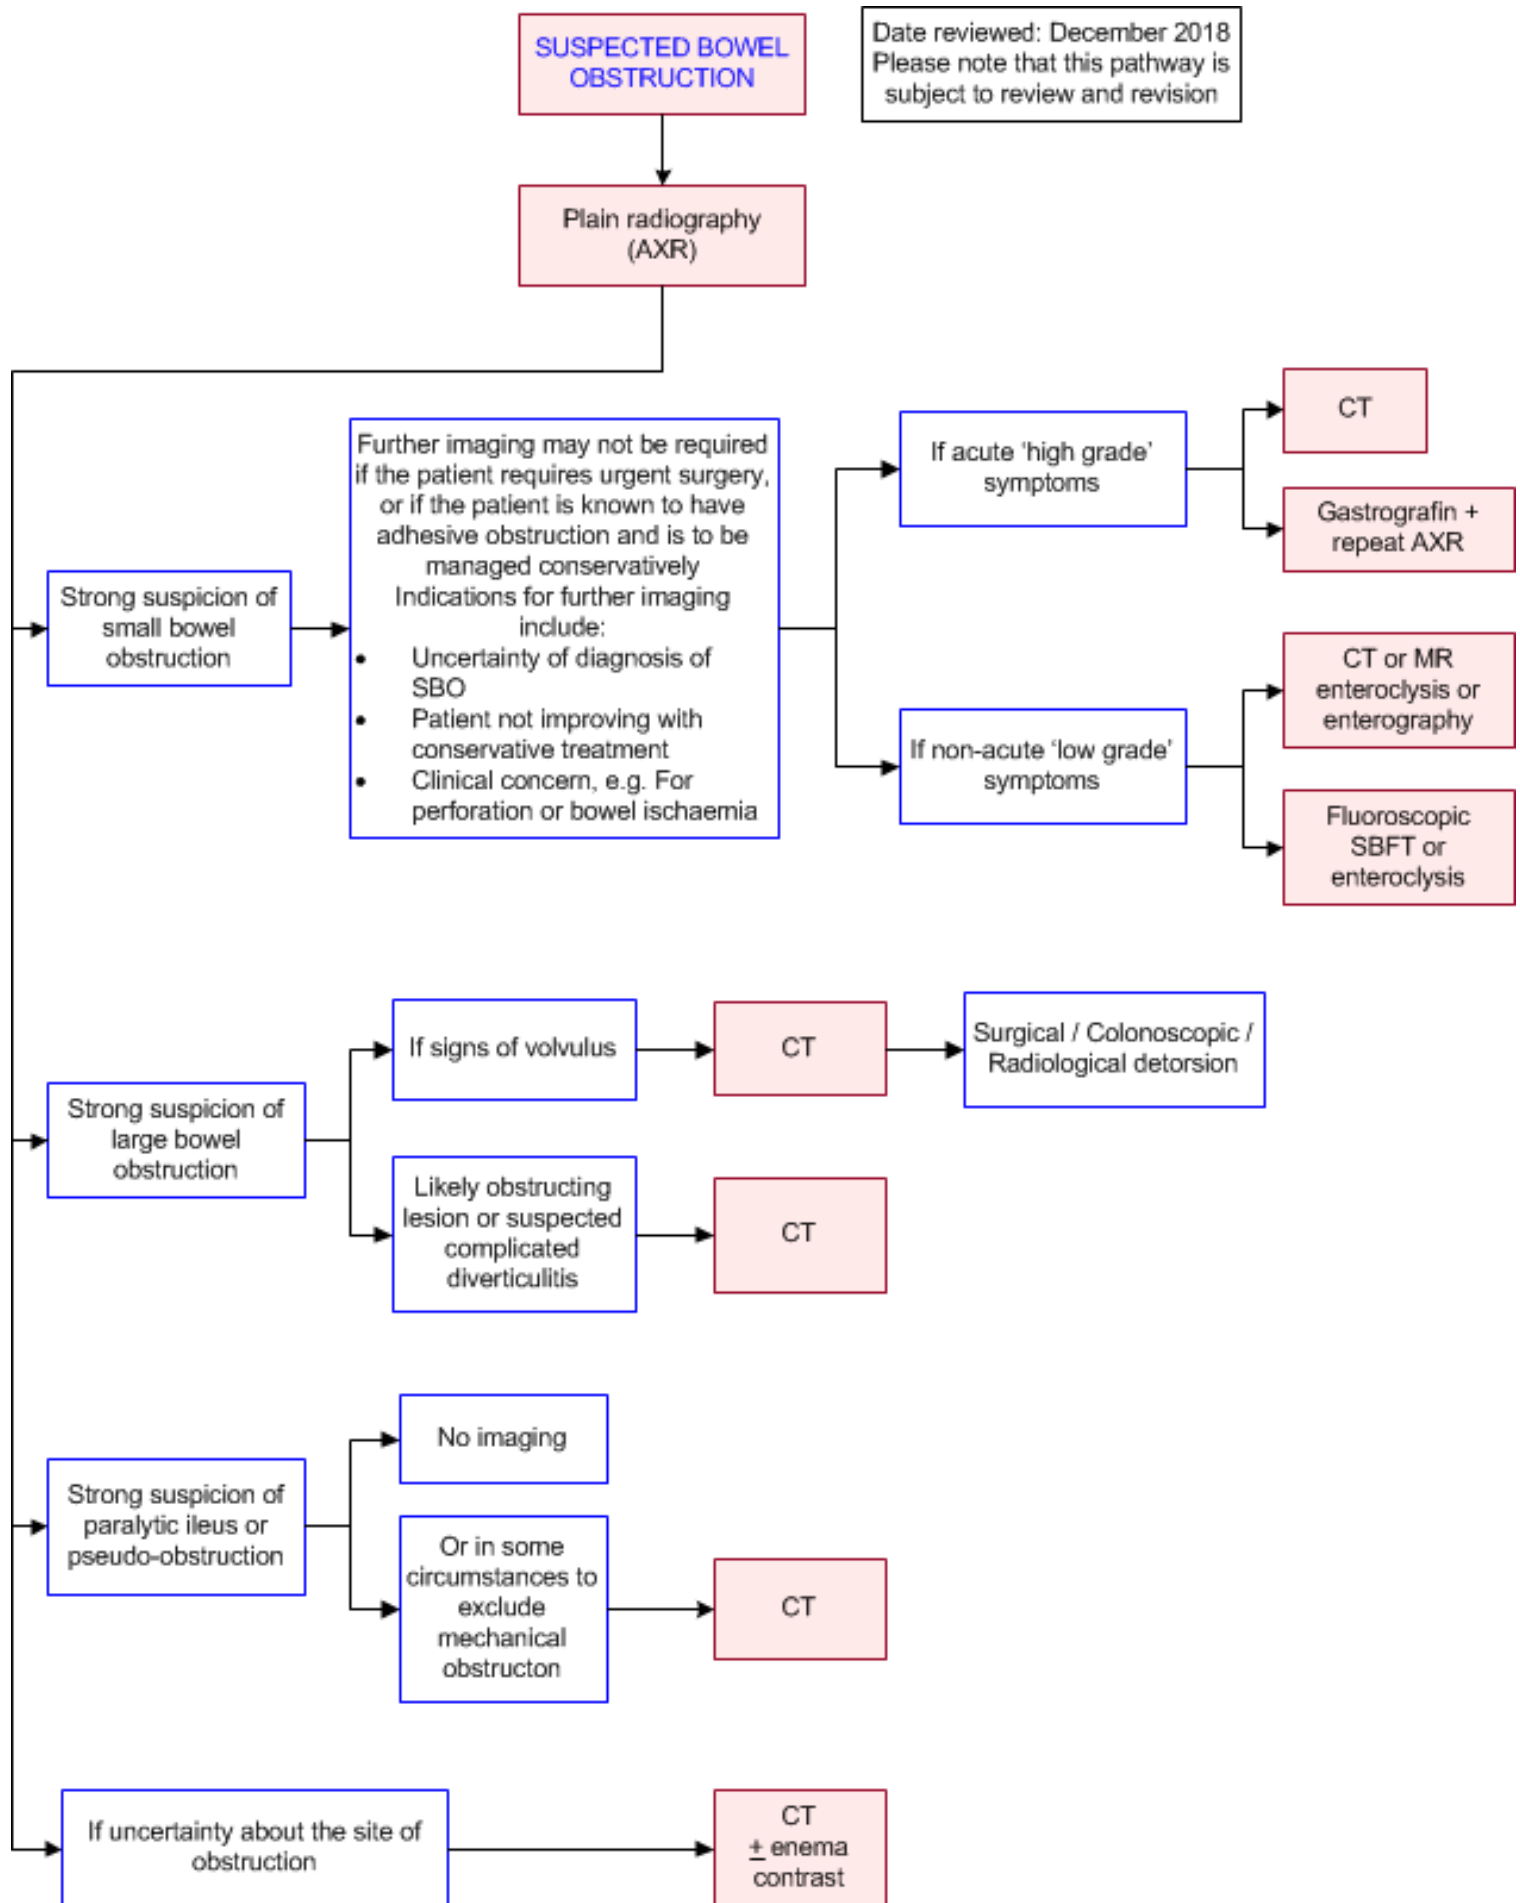 SUSPECTED BOWEL
OBSTRUCTION
Date reviewed: December 2018
Please note that this pathway is
subject to review and revision
Plain radiography
(AXR)
Strong suspicion of
small bowel
obstruction
Further imaging may not be required
if the patient requires urgent surgery,
or if the patient is known to have
adhesive obstruction and is to be
managed conservatively
Indications for further imaging
include:
• Uncertainty of diagnosis of
SBO
• Patient not improving with
conservative treatment
• Clinical concern, e.g. For
perforation or bowel ischaemia
If acute ‘high grade’
symptoms
CT
Gastrografin +
repeat AXR
If non-acute ‘low grade’
symptoms
CT or MR
enteroclysis or
enterography
Fluoroscopic
SBFT or
enteroclysis
Strong suspicion of
large bowel
obstruction
If signs of volvulus
CT
Surgical / Colonoscopic /
Radiological detorsion
Likely obstructing
lesion or suspected
complicated
diverticulitis
CT
Strong suspicion of
paralytic ileus or
pseudo-obstruction
No imaging
Or in some
circumstances to
exclude
mechanical
obstructon
CT
If uncertainty about the site of
obstruction
CT
± enema
contrast